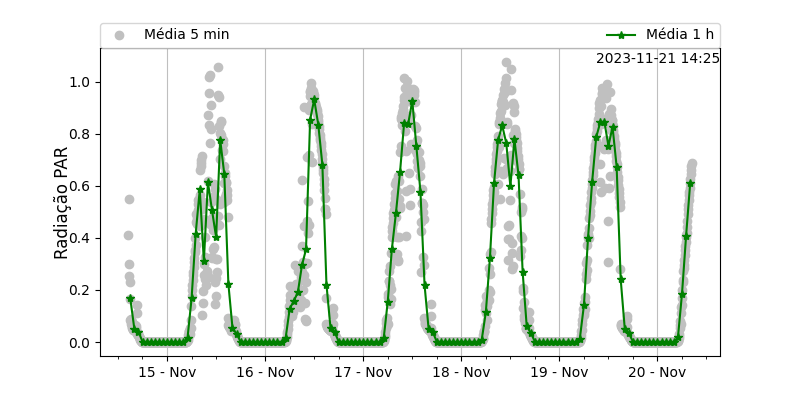 Média 5 min
Média 1 h
2023-11-21 14:25
Radiação PAR
1.0
0.8
0.6
0.4
0.2
0.0
15 - Nov
16 - Nov
17 - Nov
18 - Nov
19 - Nov
20 - Nov